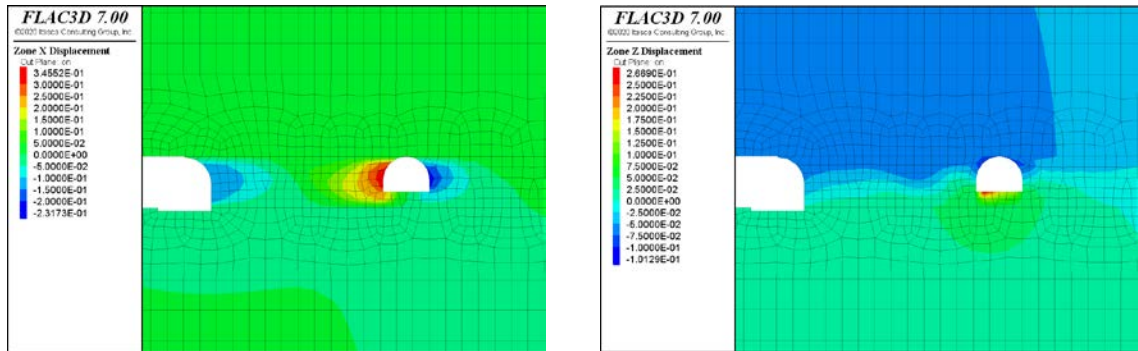 FLAC3D 7.00
©2020 Itasca Consulting Group, Inc.
Zone X Displacement
Cut Plane: on
3.4552E-01
3.0000E-01
2.5000E-01
2.0000E-01
1.5000E-01
1.0000E-01
5.0000E-02
0.0000E+00
-5.0000E-02
-1.0000E-01
-1.5000E-01
-2.0000E-01
-2.3173E-01
FLAC3D 7.00
©2020 Itasca Consulting Group, Inc.
Zone Z Displacement
Cut Plane: on
2.6690E-01
2.5000E-01
2.2500E-01
2.0000E-01
1.7500E-01
1.5000E-01
1.2500E-01
1.0000E-01
7.5000E-02
5.0000E-02
2.5000E-02
0.0000E+00
-2.5000E-02
-5.0000E-02
-7.5000E-02
-1.0000E-01
-1.0129E-01